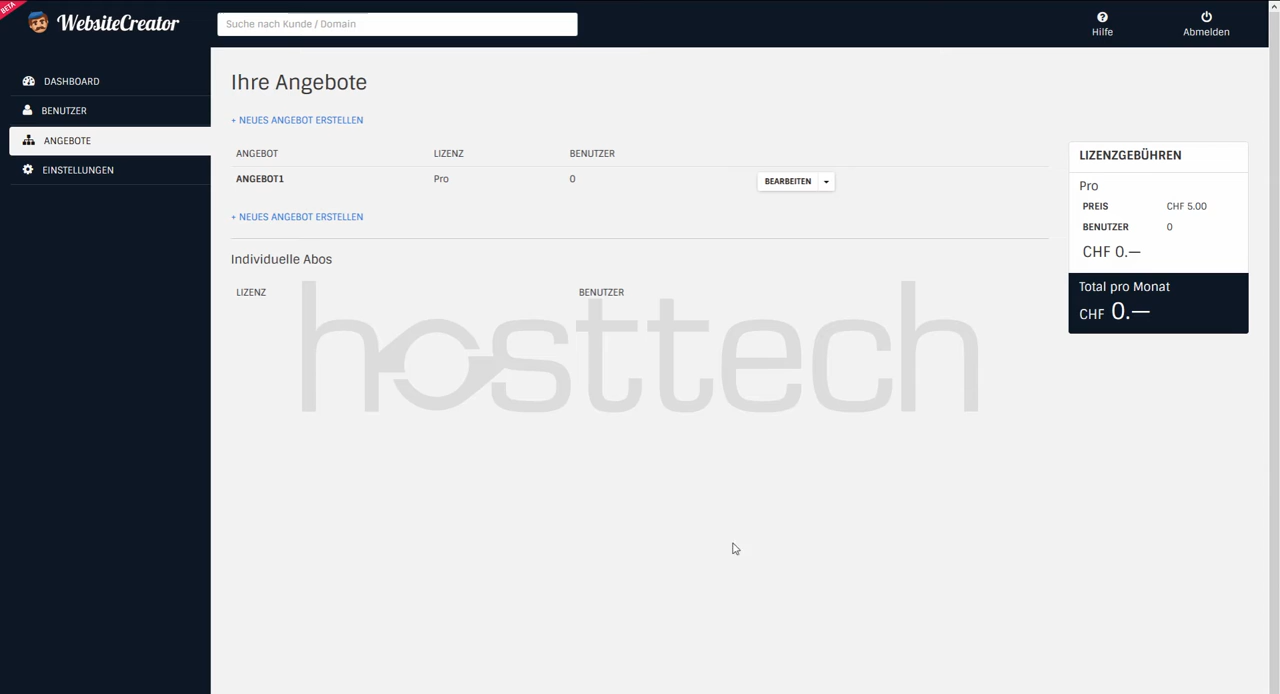 BETA
WebsiteCreator
Suche nach Kunde / Domain
Hilfe
Abmelden
DASHBOARD
BENUTZER
ANGEBOTE
EINSTELLUNGEN
Ihre Angebote
+ NEUES ANGEBOT ERSTELLEN
ANGEBOT LIZENZ BENUTZER
ANGEBOT1 Pro 0 BEARBEITEN
+ NEUES ANGEBOT ERSTELLEN
Individuelle Abos
LIZENZ BENUTZER
hosttech
LIZENZGEBÜHREN
Pro
PREIS CHF 5.00
BENUTZER 0
CHF 0.—
Total pro Monat
CHF 0.—